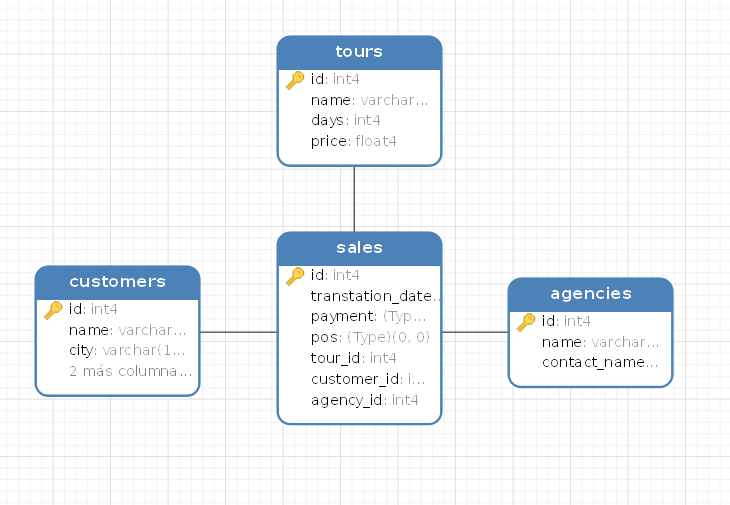 tours
id: int4
name: varchar...
days: int4
price: float4
sales
id: int4
transtation_date..
payment: (Typ...
pos: (Type)(0, 0)
tour_id: int4
customer_id: i...
agency_id: int4
customers
id: int4
name: varchar...
city: varchar(1...
2 más columna...
agencies
id: int4
name: varchar...
contact_name...